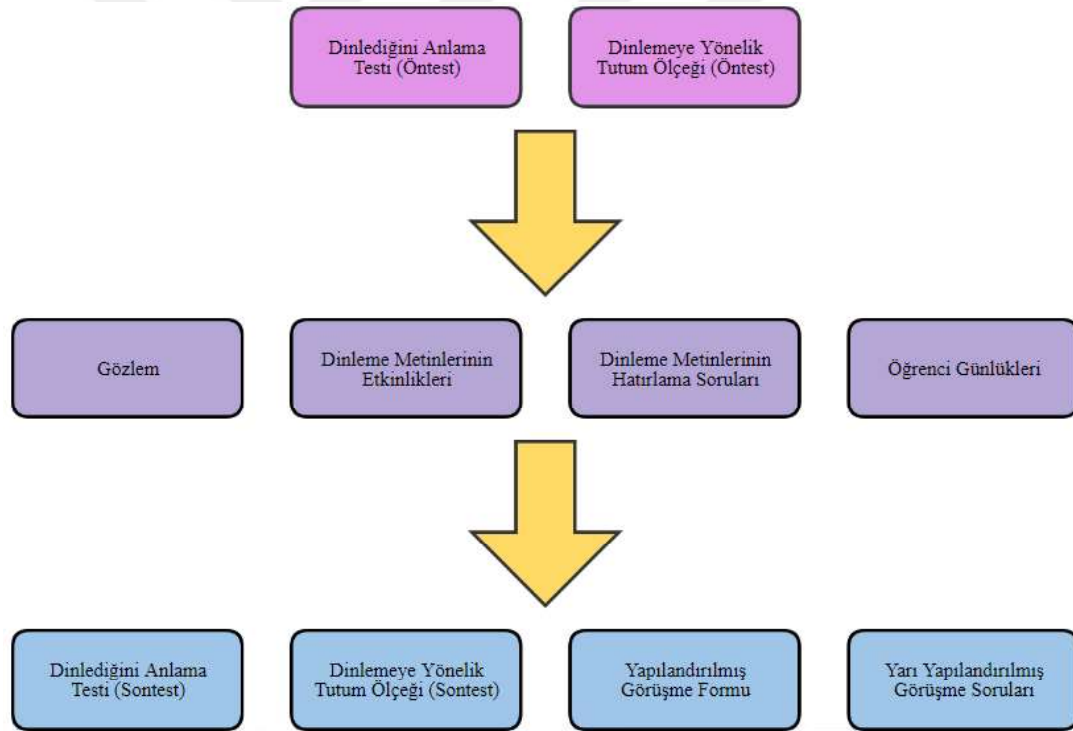 Dinlediğini Anlama
Testi (Öntest)
Dinlemeye Yönelik
Tutum Ölçeği (Öntest)
Gözlem
Dinleme Metinlerinin
Etkinlikleri
Dinleme Metinlerinin
Hatırlama Soruları
Öğrenci Günlükleri
Dinlediğini Anlama
Testi (Sontest)
Dinlemeye Yönelik
Tutum Ölçeği (Sontest)
Yapılandırılmış
Görüşme Formu
Yarı Yapılandırılmış
Görüşme Soruları